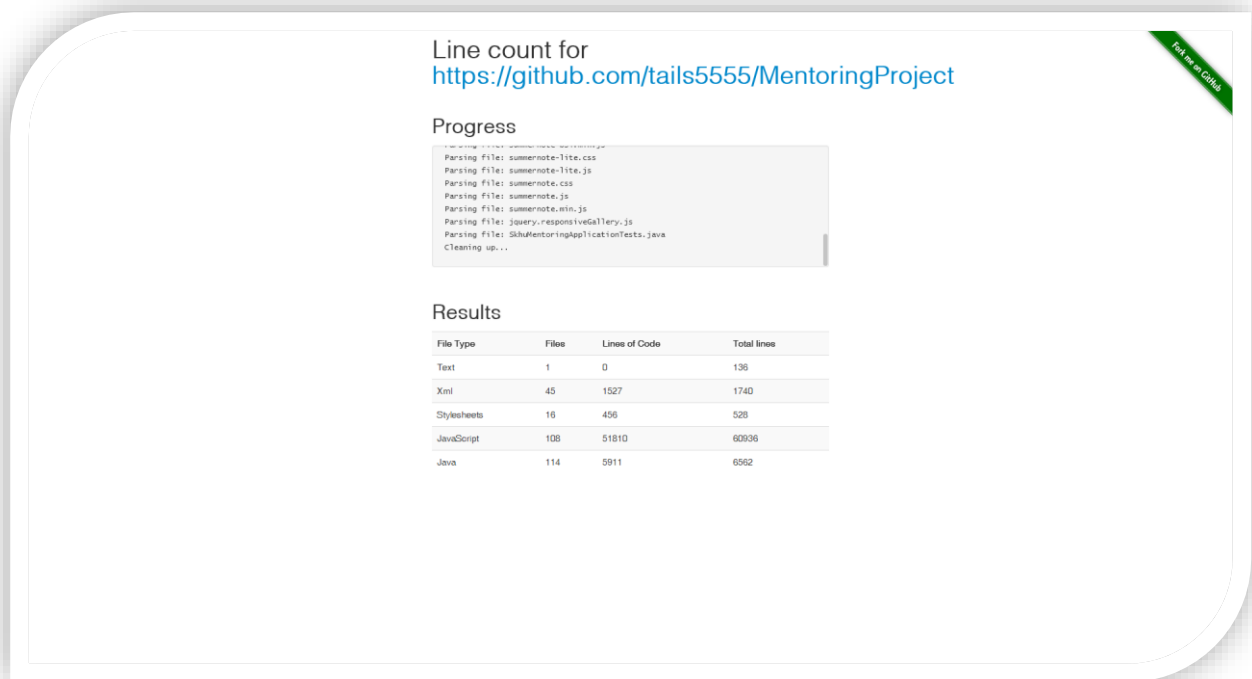 Line count for
https://github.com/tails5555/MentoringProject
Fork me on GitHub
Progress
Parsing file: summernote-lite.css
Parsing file: summernote-lite.js
Parsing file: summernote.css
Parsing file: summernote.js
Parsing file: summernote.min.js
Parsing file: jquery.responsiveGallery.js
Parsing file: SkhuMentoringApplicationTests.java
Cleaning up...
Results
File Type Files Lines of Code Total lines
Text 1 0 136
Xml 45 1527 1740
Stylesheets 16 456 528
JavaScript 108 51810 60936
Java 114 5911 6562